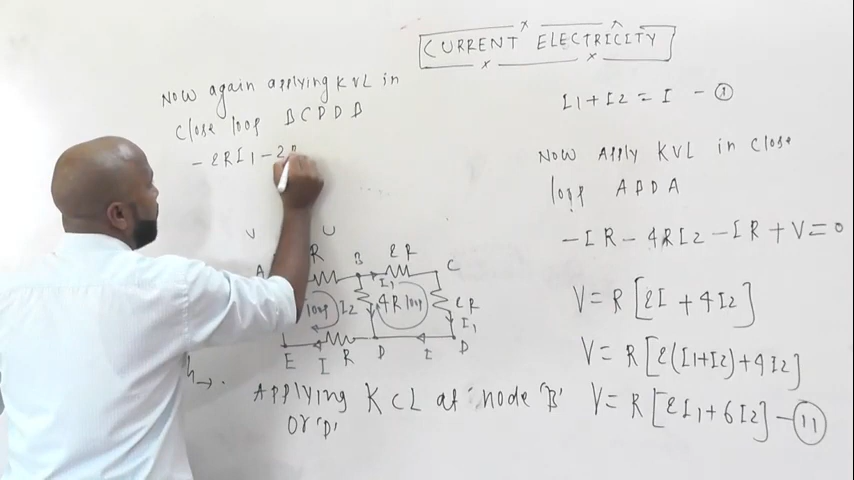 CURRENT ELECTRICITY
Now again applying KVL in
close loop BCDDB
-2RI1-2R
I1+I2=I - 1
Now Apply KVL in close
loop ABDA
-IR-4RI2-IR+V=0
V=R[2I+4I2]
V=R[2(I1+I2)+4I2]
V=R[2I1+6I2]-11
R B 2R C
A I1
loop I2 4R loop 2R
I1
E I R D I D
Applying KCL at node 'B'
or 'D'